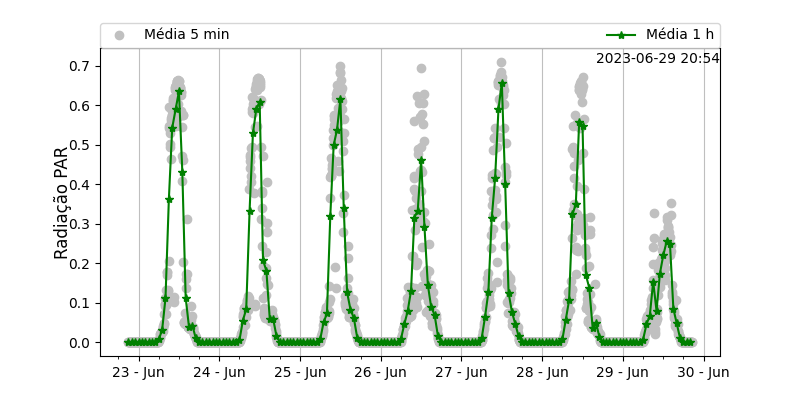 Média 5 min
Média 1 h
2023-06-29 20:54
Radiação PAR
0.7
0.6
0.5
0.4
0.3
0.2
0.1
0.0
23 - Jun
24 - Jun
25 - Jun
26 - Jun
27 - Jun
28 - Jun
29 - Jun
30 - Jun